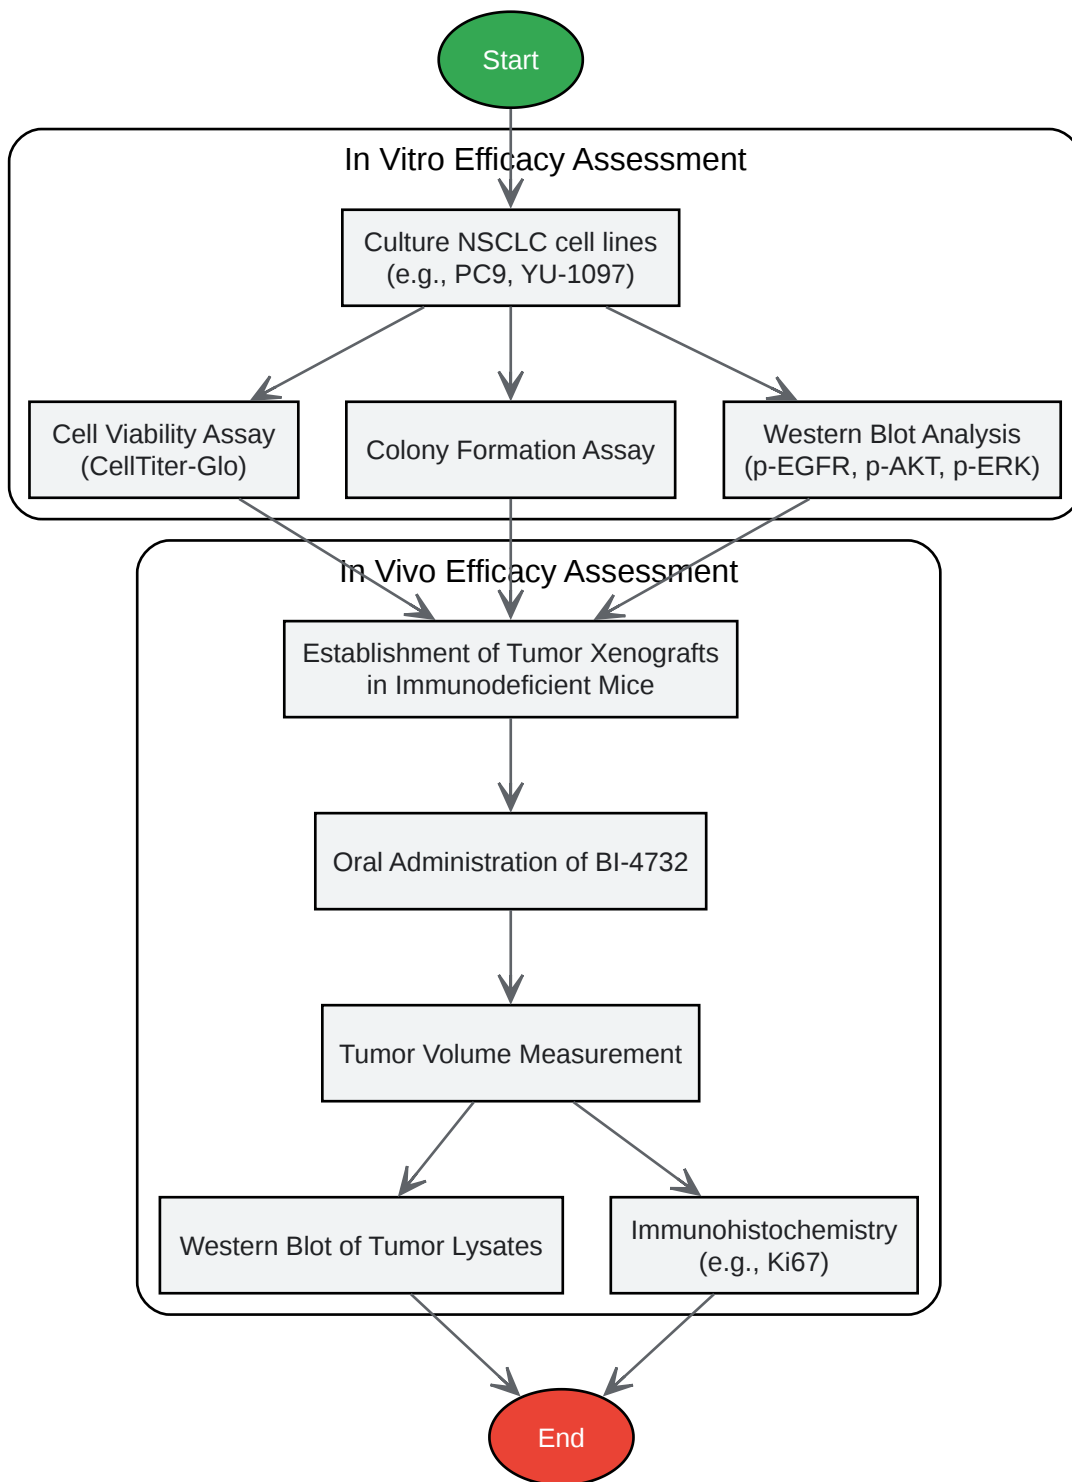 Start
In Vitro Efficacy Assessment
Culture NSCLC cell lines
(e.g., PC9, YU-1097)
Cell Viability Assay
(CellTiter-Glo)
Colony Formation Assay
Western Blot Analysis
(p-EGFR, p-AKT, p-ERK)
In Vivo Efficacy Assessment
Establishment of Tumor Xenografts
in Immunodeficient Mice
Oral Administration of BI-4732
Tumor Volume Measurement
Western Blot of Tumor Lysates
Immunohistochemistry
(e.g., Ki67)
End